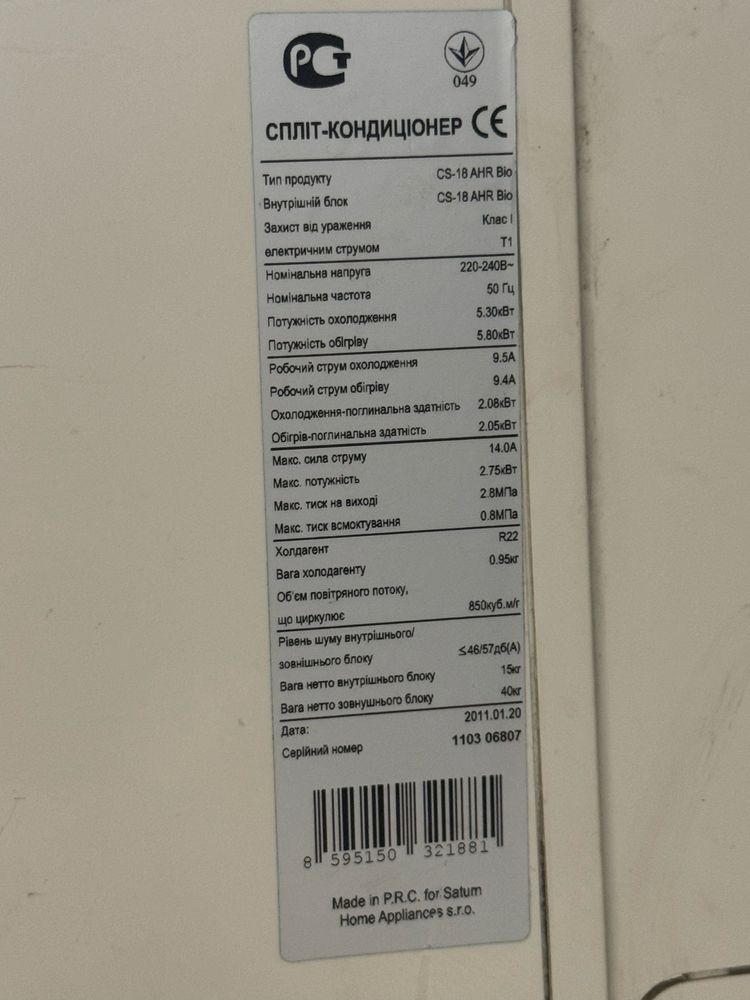 РСТ
049
СПЛІТ-КОНДИЦІОНЕР CE
Тип продукту CS-18 AHR Bio
Внутрішній блок CS-18 AHR Bio
Захист від ураження Клас I
електричним струмом T1
Номінальна напруга 220-240В~
Номінальна частота 50 Гц
Потужність охолодження 5.30кВт
Потужність обігріву 5.80кВт
Робочий струм охолодження 9.5А
Робочий струм обігріву 9.4А
Охолодження-поглинальна здатність 2.08кВт
Обігрів-поглинальна здатність 2.05кВт
Макс. сила струму 14.0А
Макс. потужність 2.75кВт
Макс. тиск на виході 2.8МПа
Макс. тиск всмоктування 0.8МПа
Холдагент R22
Вага холодагенту 0.95кг
Об'єм повітряного потоку,
що циркулює 850куб.м/г
Рівень шуму внутрішнього/
зовнішнього блоку ≤46/57дб(А)
Вага нетто внутрішнього блоку 15кг
Вага нетто зовнушнього блоку 40кг
Дата: 2011.01.20
Серійний номер 1103 06807
8 595150 321881
Made in P.R.C. for Saturn
Home Appliances s.r.o.